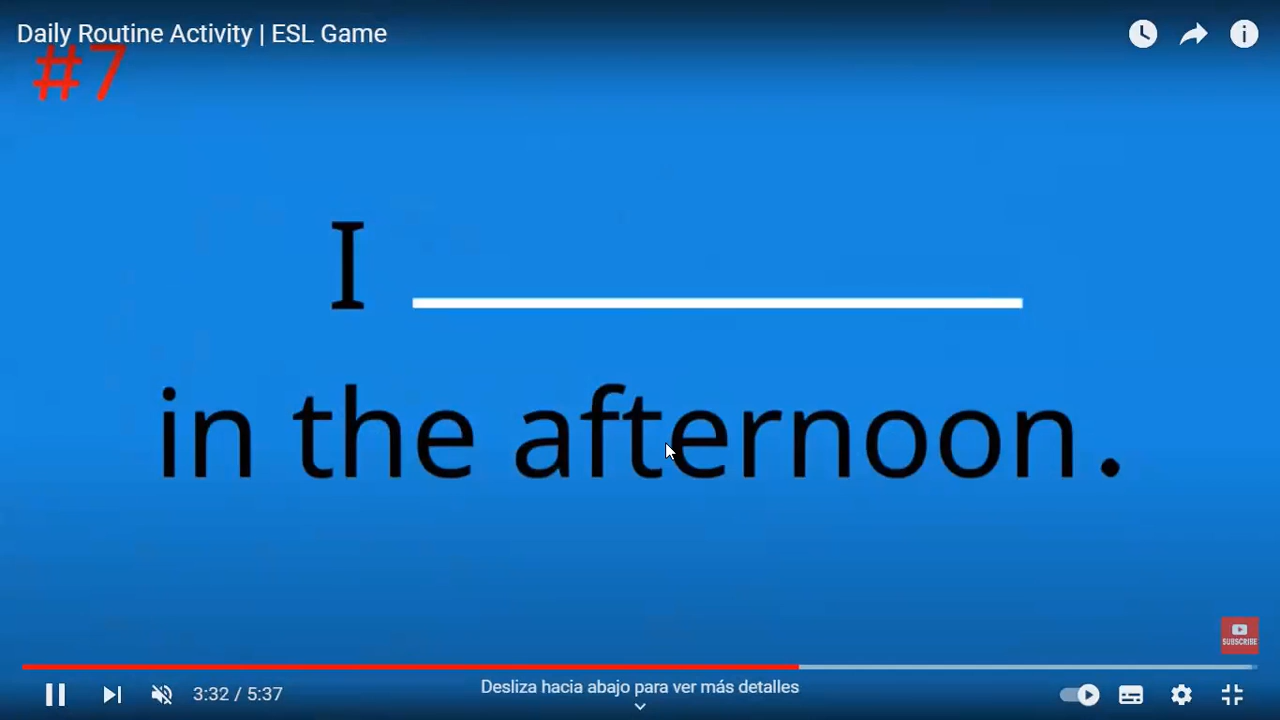 Daily Routine Activity | ESL Game
#7
I
in the afternoon.
SUBSCRIBE
3:32 / 5:37
Desliza hacia abajo para ver más detalles